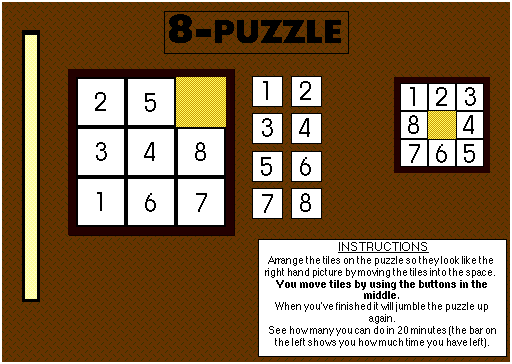 8-PUZZLE
2 5
3 4 8
1 6 7
1 2
3 4
5 6
7 8
1 2 3
8 4
7 6 5
INSTRUCTIONS
Arrange the tiles on the puzzle so they look like the
right hand picture by moving the tiles into the space.
You move tiles by using the buttons in the
middle.
When you've finished it will jumble the puzzle up
again.
See how many you can do in 20 minutes (the bar on
the left shows you how much time you have left).